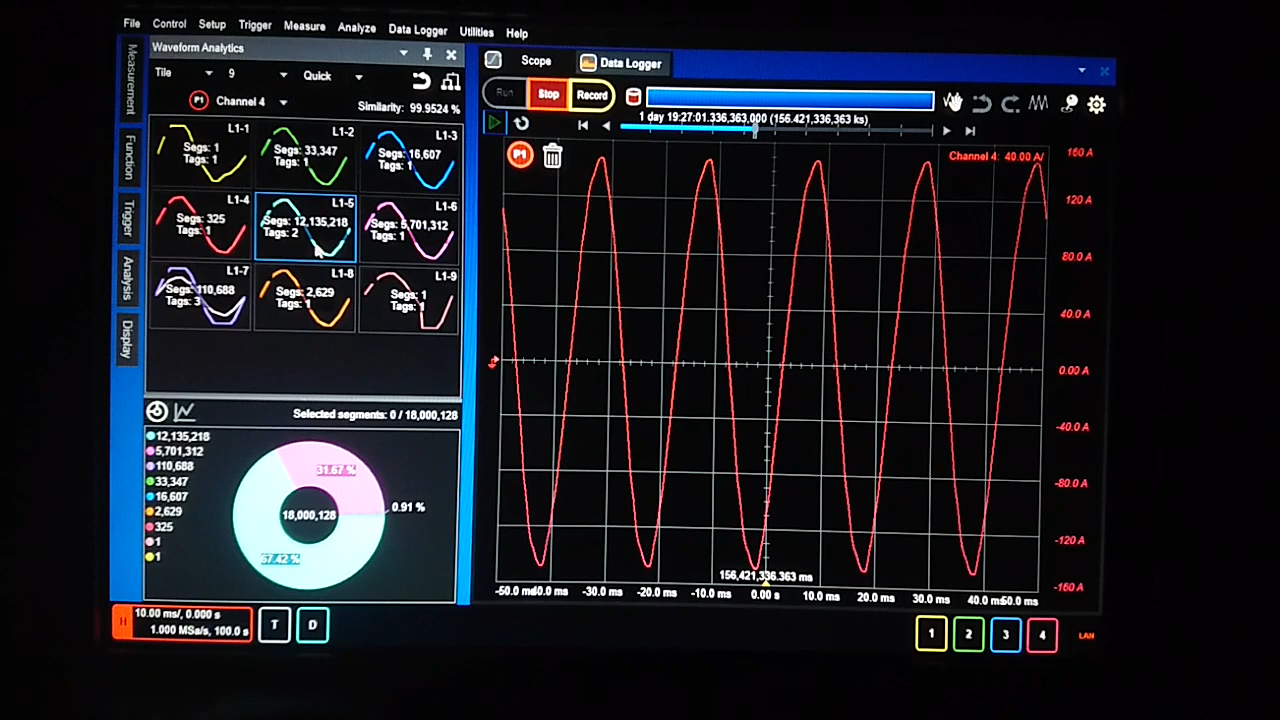 File Control Setup Trigger Measure Analyze Data Logger Utilities Help
Measurement
Function
Trigger
Analysis
Display
Waveform Analytics
Tile 9 Quick
P1 Channel 4 Similarity: 99.9524 %
L1-1
Segs: 1
Tags: 1
L1-2
Segs: 33,347
Tags: 1
L1-3
Segs: 16,607
Tags: 1
L1-4
Segs: 325
Tags: 1
L1-5
Segs: 12,135,218
Tags: 2
L1-6
Segs: 5,701,312
Tags: 1
L1-7
Segs: 110,688
Tags: 3
L1-8
Segs: 2,629
Tags: 1
L1-9
Segs: 1
Tags: 1
Selected segments: 0 / 18,000,128
12,135,218
5,701,312
110,688
33,347
16,607
2,629
325
1
1
31.67 %
0.91 %
18,000,128
67.42 %
Scope Data Logger
Run Stop Record
1 day 19:27:01.336,363,000 (156.421,336,363 ks)
P1
Channel 4: 40.00 A/
160 A
120 A
80.0 A
40.0 A
0.00 A
-40.0 A
-80.0 A
-120 A
-160 A
156,421,336.363 ms
-50.0 ms -40.0 ms -30.0 ms -20.0 ms -10.0 ms 0.00 s 10.0 ms 20.0 ms 30.0 ms 40.0 ms 50.0 ms
H 10.00 ms/, 0.000 s
1.000 MSa/s, 100.0 s
T D
1 2 3 4 LAN